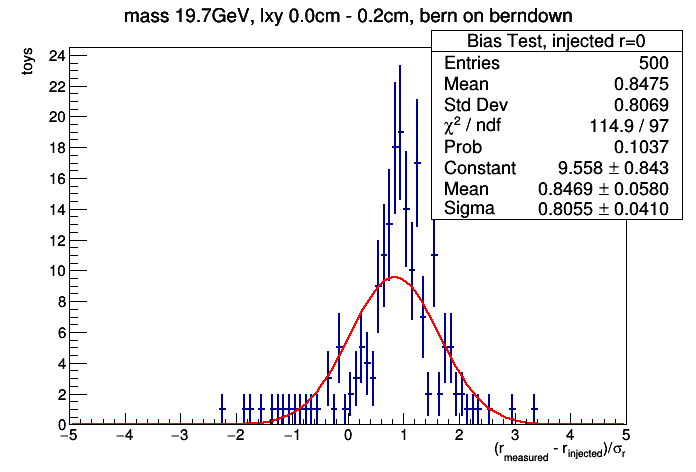 mass 19.7GeV, lxy 0.0cm - 0.2cm, bern on berndown
Bias Test, injected r=0
Entries 500
Mean 0.8475
Std Dev 0.8069
χ² / ndf 114.9 / 97
Prob 0.1037
Constant 9.558 ± 0.843
Mean 0.8469 ± 0.0580
Sigma 0.8055 ± 0.0410
toys
24
22
20
18
16
14
12
10
8
6
4
2
0
−5 −4 −3 −2 −1 0 1 2 3 4 5
(r_measured - r_injected)/σ_r